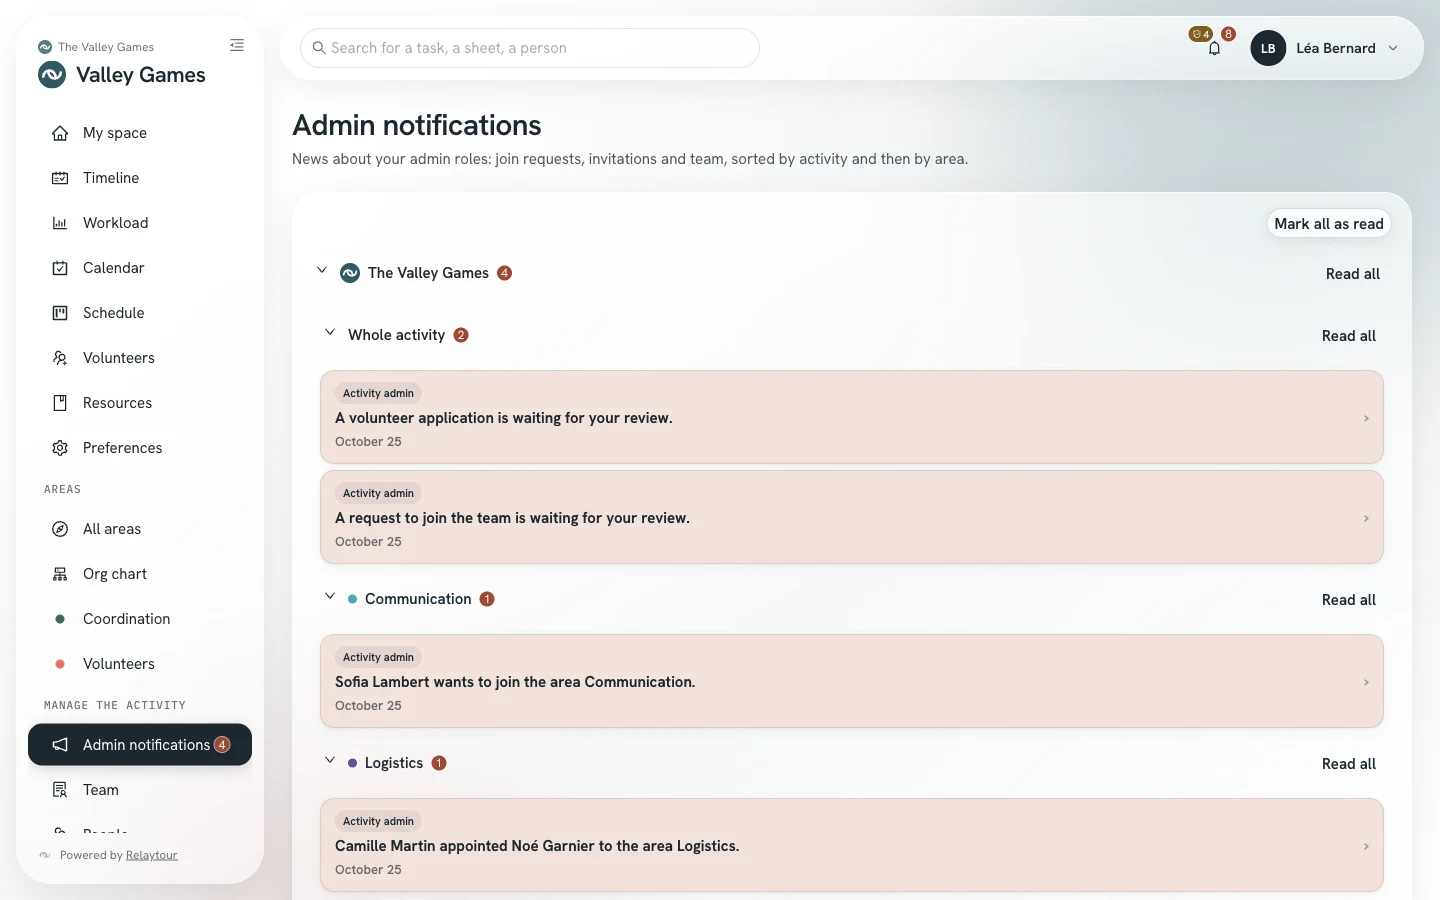 The Valley Games
Valley Games
My space
Timeline
Workload
Calendar
Schedule
Volunteers
Resources
Preferences
AREAS
All areas
Org chart
Coordination
Volunteers
MANAGE THE ACTIVITY
Admin notifications 4
Team
Powered by Relaytour
Search for a task, a sheet, a person
4
8
LB
Léa Bernard
Admin notifications
News about your admin roles: join requests, invitations and team, sorted by activity and then by area.
Mark all as read
The Valley Games 4
Read all
Whole activity 2
Read all
Activity admin
A volunteer application is waiting for your review.
October 25
Activity admin
A request to join the team is waiting for your review.
October 25
Communication 1
Read all
Activity admin
Sofia Lambert wants to join the area Communication.
October 25
Logistics 1
Read all
Activity admin
Camille Martin appointed Noé Garnier to the area Logistics.
October 25